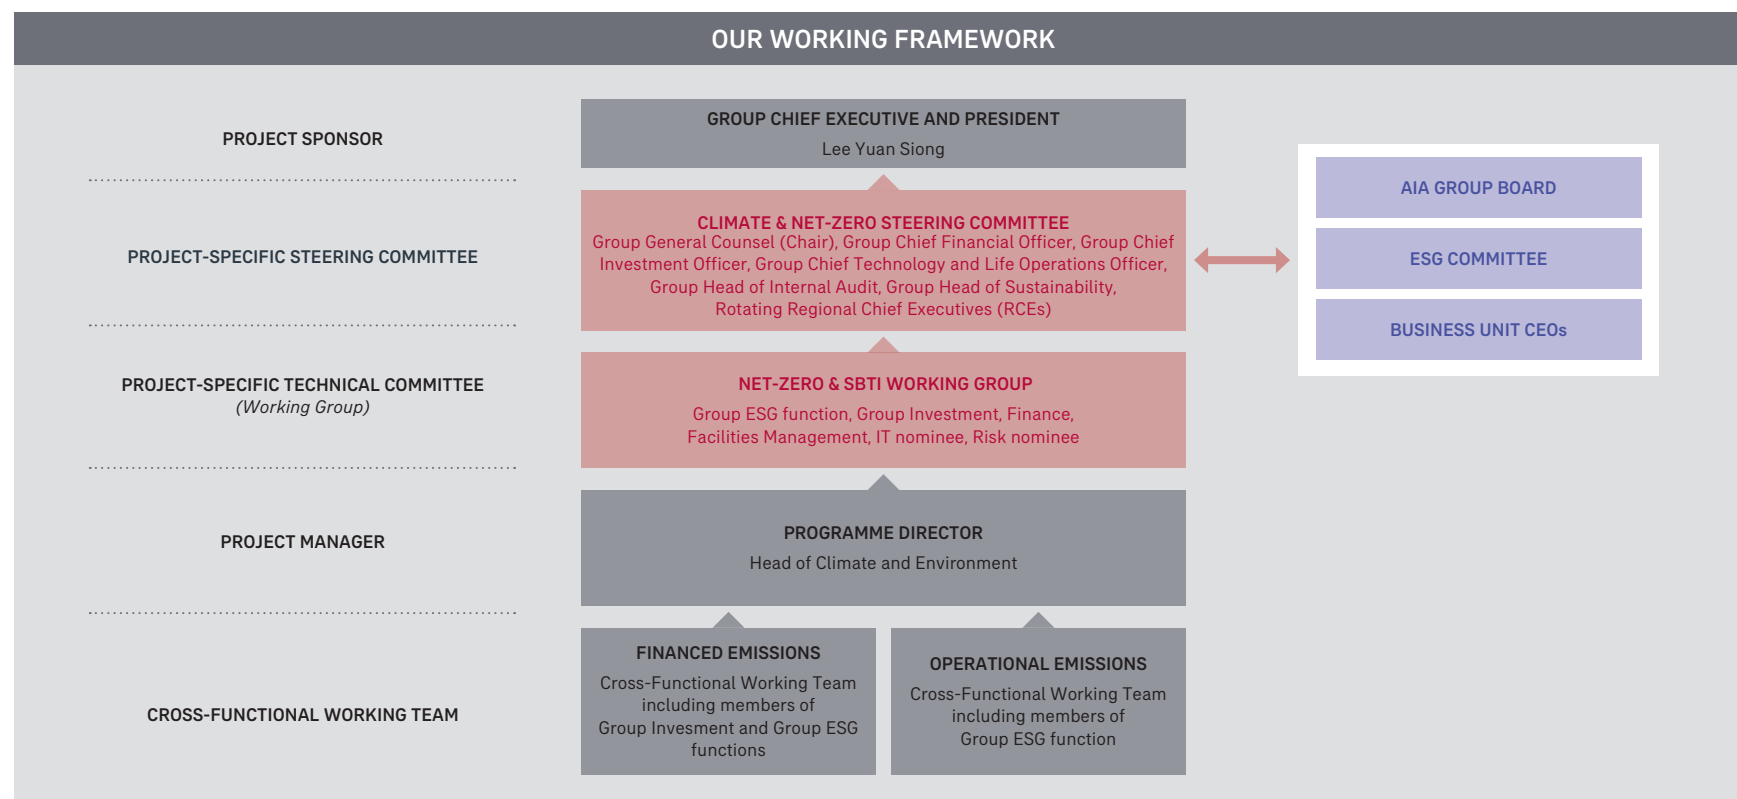 OUR WORKING FRAMEWORK
PROJECT SPONSOR
GROUP CHIEF EXECUTIVE AND PRESIDENT
Lee Yuan Siong
PROJECT-SPECIFIC STEERING COMMITTEE
CLIMATE & NET-ZERO STEERING COMMITTEE
Group General Counsel (Chair), Group Chief Financial Officer, Group Chief
Investment Officer, Group Chief Technology and Life Operations Officer,
Group Head of Internal Audit, Group Head of Sustainability,
Rotating Regional Chief Executives (RCEs)
AIA GROUP BOARD
ESG COMMITTEE
BUSINESS UNIT CEOs
PROJECT-SPECIFIC TECHNICAL COMMITTEE
(Working Group)
NET-ZERO & SBTI WORKING GROUP
Group ESG function, Group Investment, Finance,
Facilities Management, IT nominee, Risk nominee
PROJECT MANAGER
PROGRAMME DIRECTOR
Head of Climate and Environment
CROSS-FUNCTIONAL WORKING TEAM
FINANCED EMISSIONS
Cross-Functional Working Team
including members of
Group Invesment and Group ESG
functions
OPERATIONAL EMISSIONS
Cross-Functional Working Team
including members of
Group ESG function